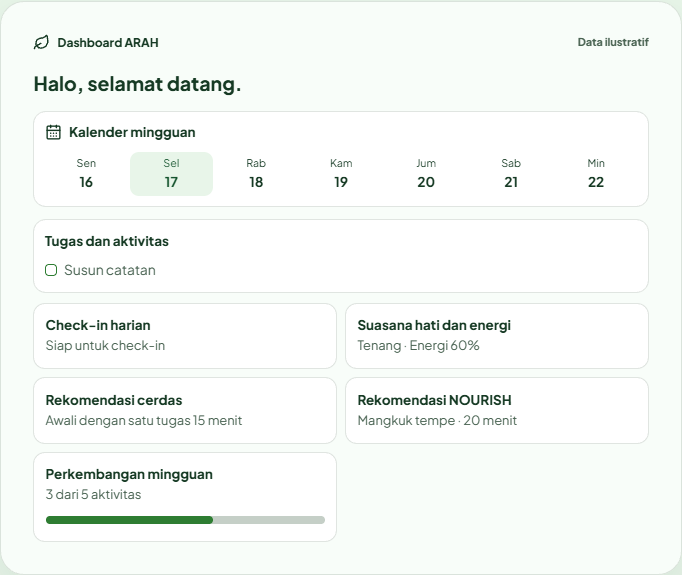 Dashboard ARAH
Data ilustratif
Halo, selamat datang.
Kalender mingguan
Sen Sel Rab Kam Jum Sab Min
16 17 18 19 20 21 22
Tugas dan aktivitas
Susun catatan
Check-in harian
Siap untuk check-in
Suasana hati dan energi
Tenang · Energi 60%
Rekomendasi cerdas
Awali dengan satu tugas 15 menit
Rekomendasi NOURISH
Mangkuk tempe · 20 menit
Perkembangan mingguan
3 dari 5 aktivitas